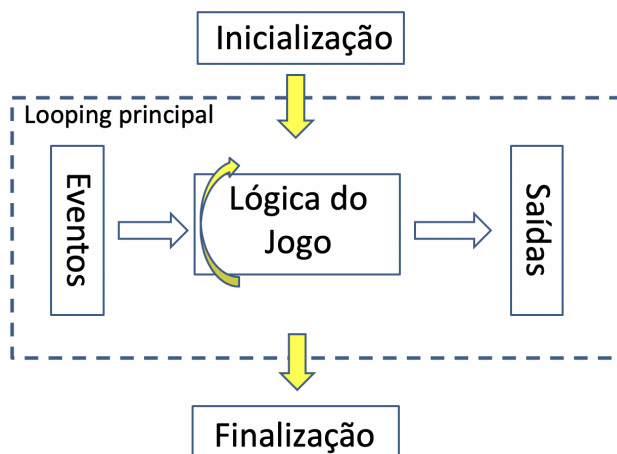 Inicialização
Looping principal
Eventos
Lógica do
Jogo
Saídas
Finalização